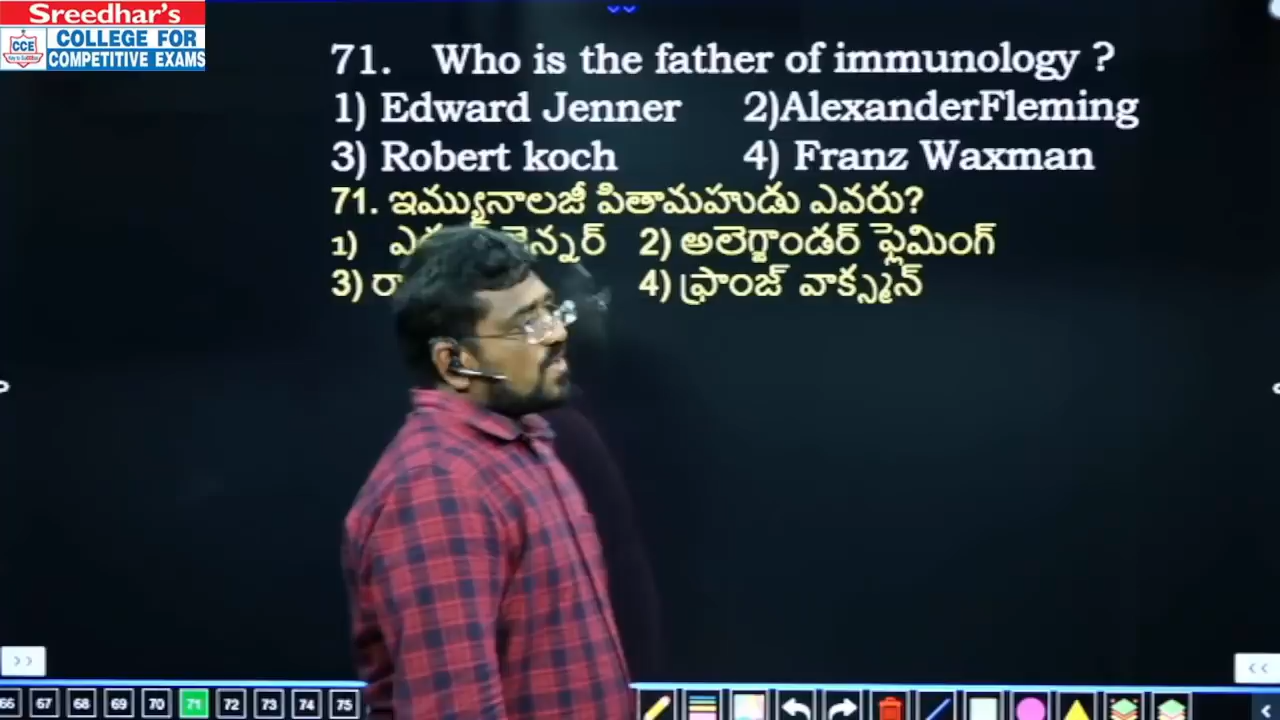 Sreedhar's
CCE
COLLEGE FOR
COMPETITIVE EXAMS
71. Who is the father of immunology ?
1) Edward Jenner 2)AlexanderFleming
3) Robert koch 4) Franz Waxman
71. ఇమ్యునాలజీ పితామహుడు ఎవరు?
1) 2) అలెగ్జాండర్ ఫ్లెమింగ్
3) 4) ఫ్రాంజ్ వాక్స్మన్
>> <<
66 67 68 69 70 71 72 73 74 75